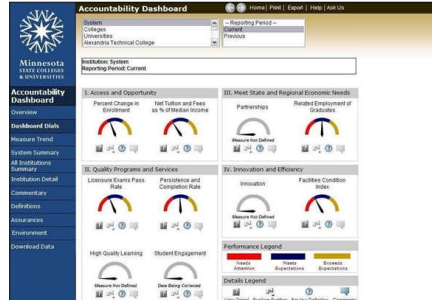 Accountability Dashboard
Home | Print | Export | Help | Ask Us
System
Colleges
Universities
Alexandria Technical College
-- Reporting Period --
Current
Previous
Minnesota
STATE COLLEGES
& UNIVERSITIES
Institution: System
Reporting Period: Current
Accountability
Dashboard
Overview
Dashboard Dials
Measure Trend
System Summary
All Institutions
Summary
Institution Detail
Commentary
Definitions
Assurances
Environment
Download Data
I. Access and Opportunity
Percent Change in
Enrollment
Net Tuition and Fees
as % of Median Income
III. Meet State and Regional Economic Needs
Partnerships
Measure Not Defined
Related Employment of
Graduates
II. Quality Programs and Services
Licensure Exams Pass
Rate
Persistence and
Completion Rate
High Quality Learning
Measure Not Defined
Student Engagement
Data Being Collected
IV. Innovation and Efficiency
Innovation
Measure Not Defined
Facilities Condition
Index
Performance Legend
Needs
Attention
Meets
Expectations
Exceeds
Expectations
Details Legend
View Trend